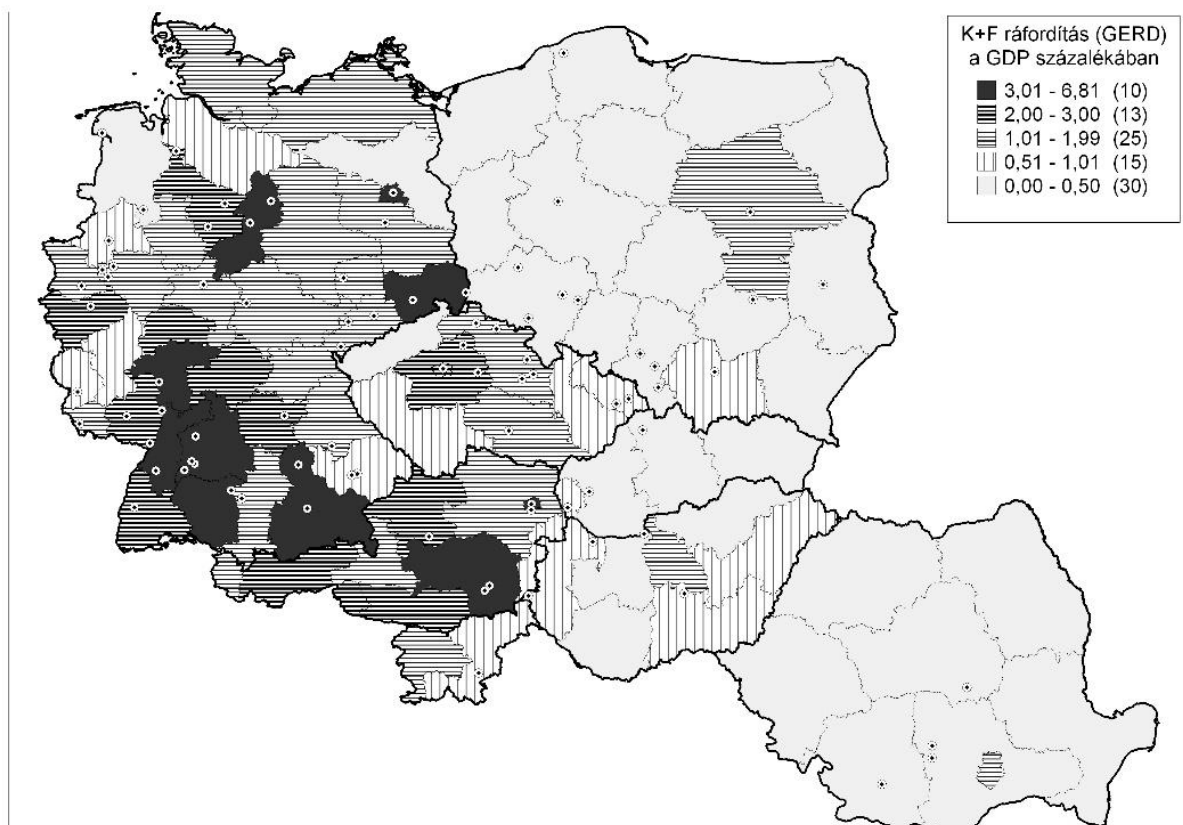 K+F ráfordítás (GERD)
a GDP százalékában
3,01 - 6,81 (10)
2,00 - 3,00 (13)
1,01 - 1,99 (25)
0,51 - 1,01 (15)
0,00 - 0,50 (30)